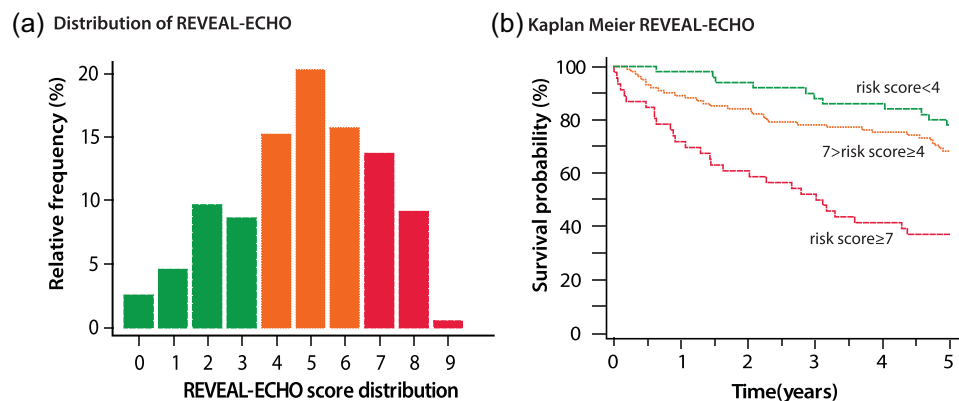 (a) Distribution of REVEAL-ECHO
Relative frequency (%)
20
15
10
5
0
0 1 2 3 4 5 6 7 8 9
REVEAL-ECHO score distribution
(b) Kaplan Meier REVEAL-ECHO
Survival probability (%)
100
80
60
40
20
0
risk score<4
7>risk score≥4
risk score≥7
0 1 2 3 4 5
Time(years)